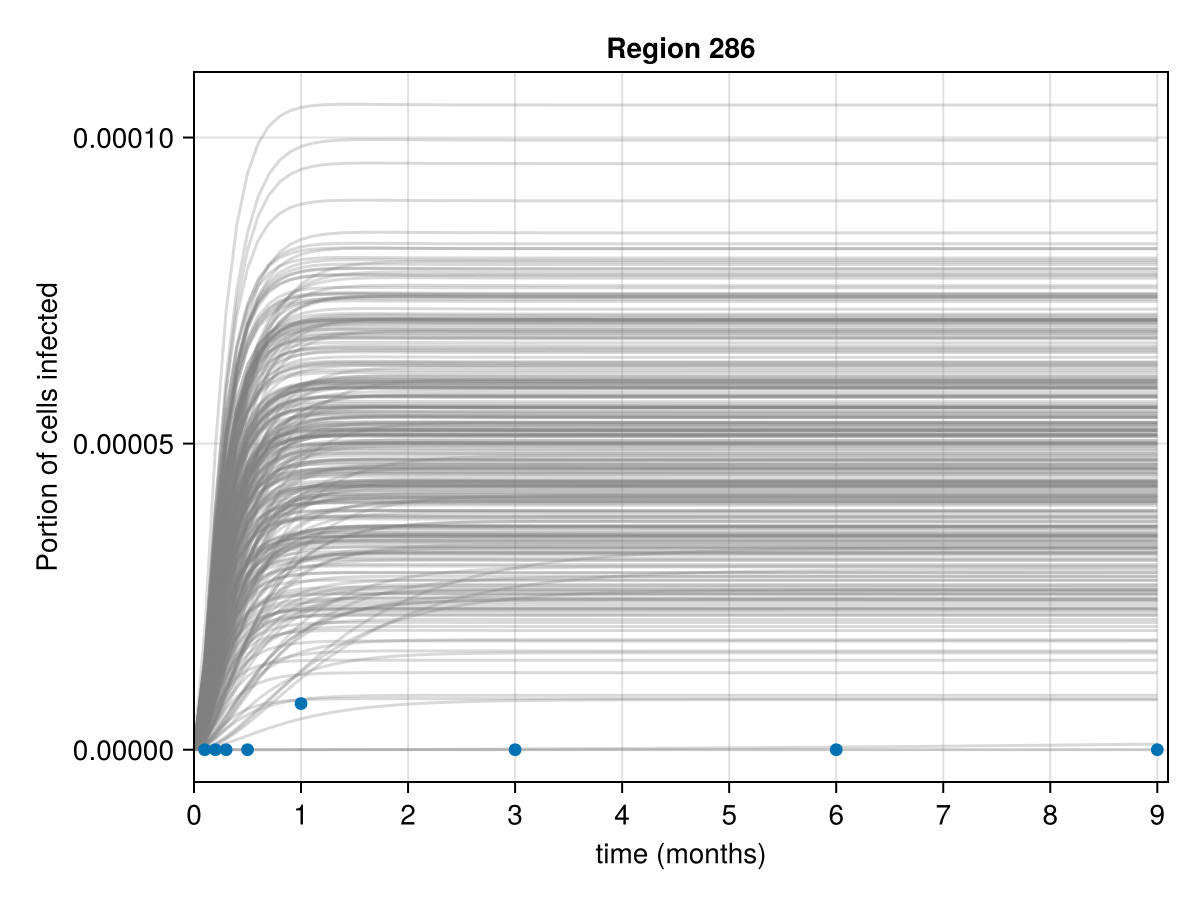 Region 286
Portion of cells infected
0.00010
0.00005
0.00000
0 1 2 3 4 5 6 7 8 9
time (months)